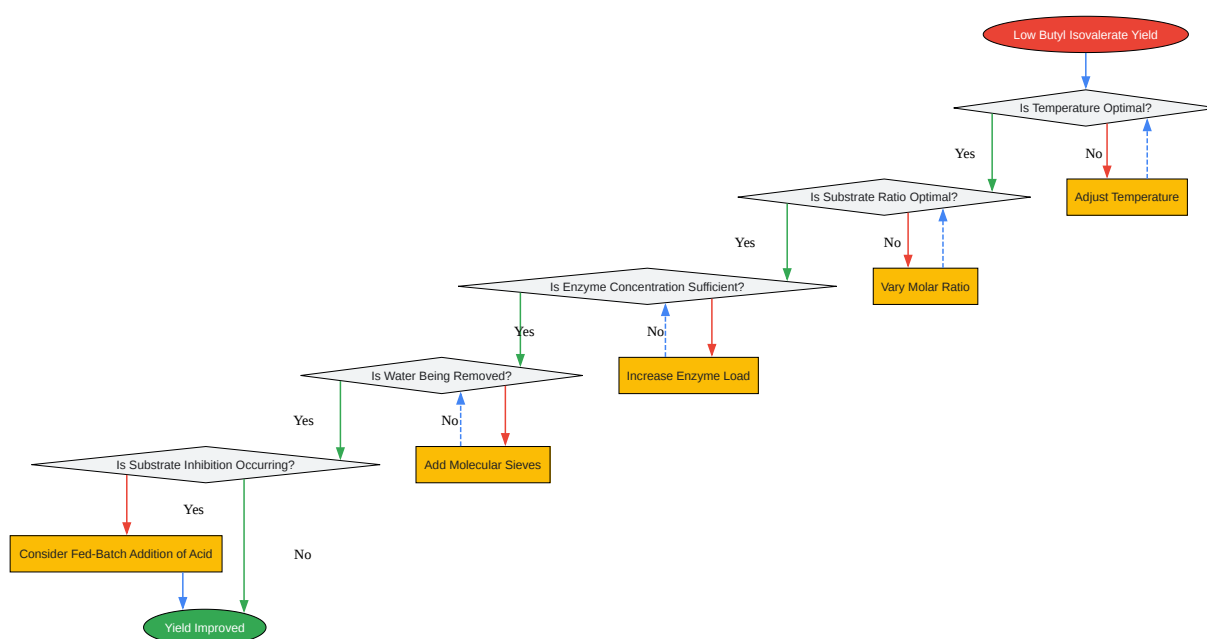 Low Butyl Isovalerate Yield
Is Temperature Optimal?
Yes
No
Adjust Temperature
Is Substrate Ratio Optimal?
Yes
No
Vary Molar Ratio
Is Enzyme Concentration Sufficient?
Yes
No
Increase Enzyme Load
Is Water Being Removed?
Yes
No
Add Molecular Sieves
Is Substrate Inhibition Occurring?
Yes
Consider Fed-Batch Addition of Acid
No
Yield Improved